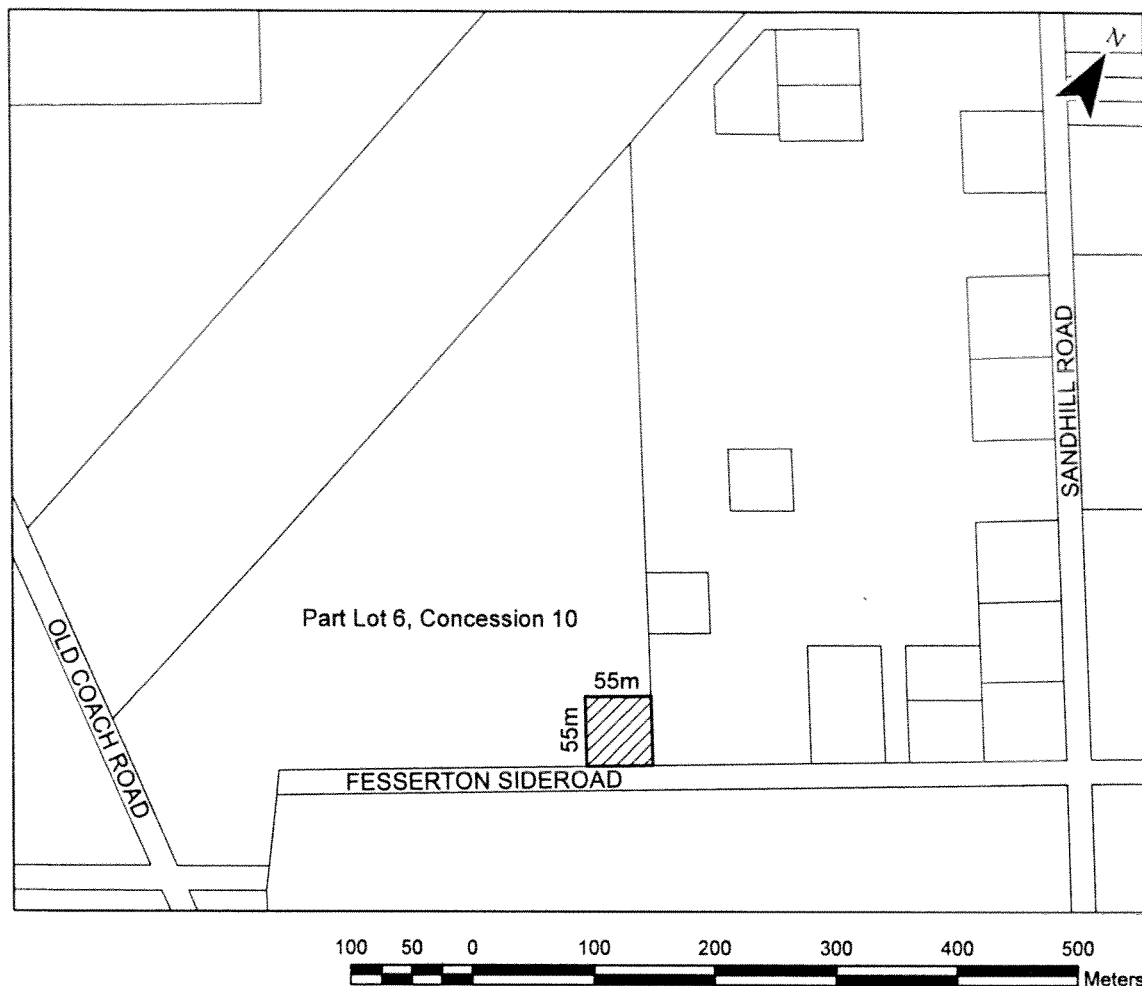 N
SANDHILL ROAD
Part Lot 6, Concession 10
OLD COACH ROAD
55m
55m
FESSERTON SIDEROAD
100 50 0 100 200 300 400 500
Meters